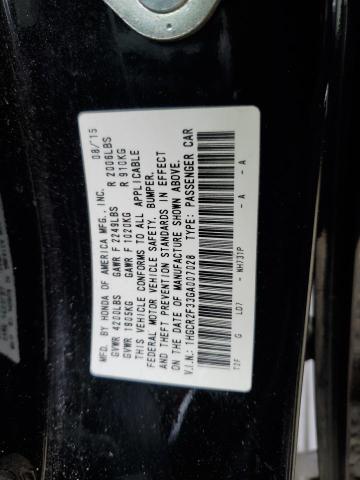 MFD. BY HONDA OF AMERICA MFG., INC. 08/15
GVWR 4200LBS GAWR F 2249LBS R 2006LBS
GVWR 1905KG GAWR F 1020KG R 910KG
THIS VEHICLE CONFORMS TO ALL APPLICABLE
FEDERAL MOTOR VEHICLE SAFETY, BUMPER,
AND THEFT PREVENTION STANDARDS IN EFFECT
ON THE DATE OF MANUFACTURE SHOWN ABOVE.
V.I.N.: 1HGCR2F33GA007028 TYPE: PASSENGER CAR
T2F G LD7 - NH731P - A - A